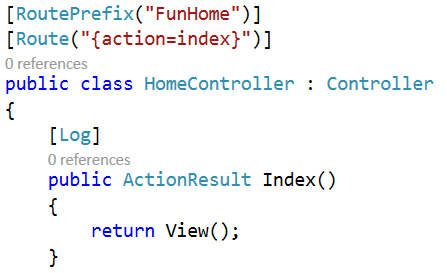 [RoutePrefix("FunHome")]
[Route("{action=index}")]
0 references
public class HomeController : Controller
{
[Log]
0 references
public ActionResult Index()
{
return View();
}